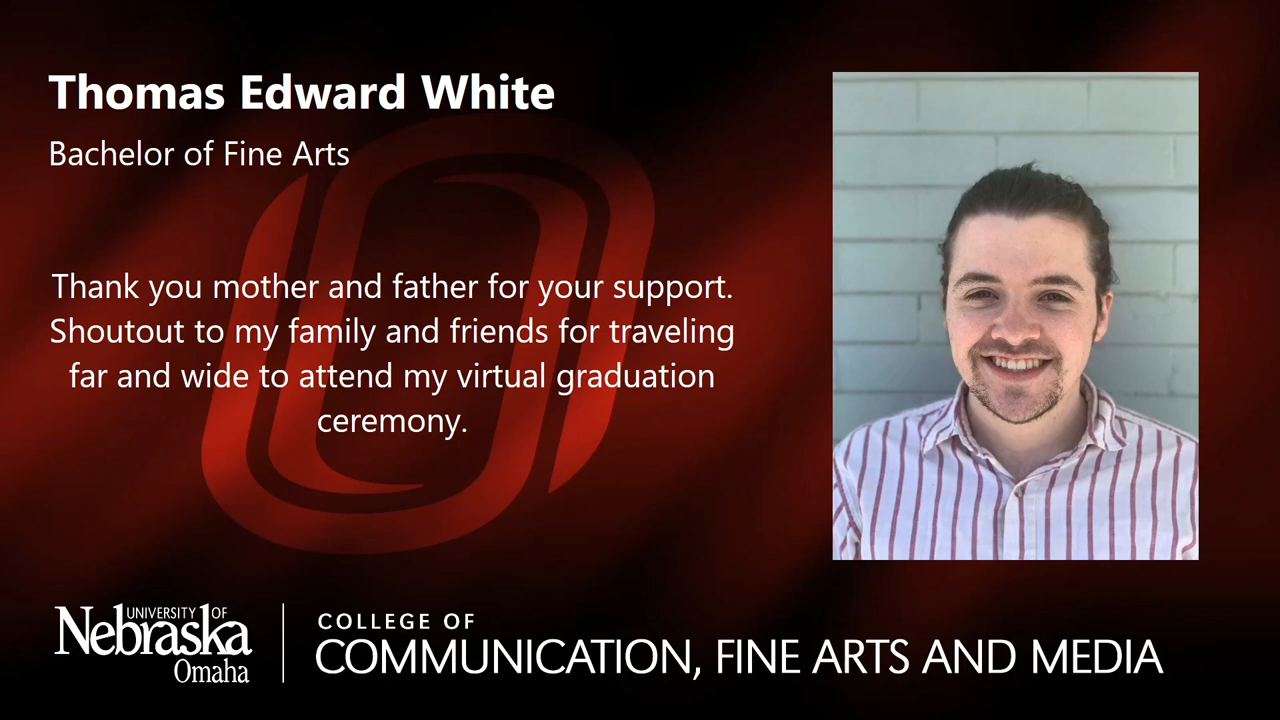 Thomas Edward White
Bachelor of Fine Arts
Thank you mother and father for your support.
Shoutout to my family and friends for traveling
far and wide to attend my virtual graduation
ceremony.
UNIVERSITY OF
Nebraska
Omaha
COLLEGE OF
COMMUNICATION, FINE ARTS AND MEDIA